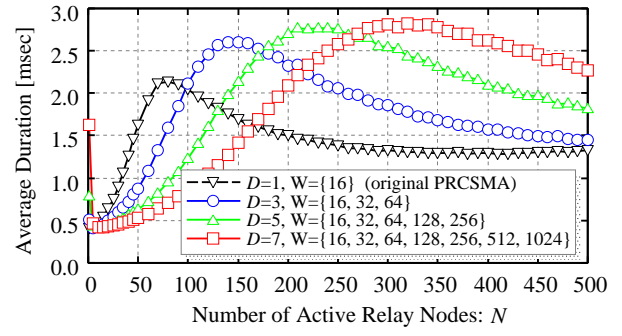 Average Duration [msec]
3.0
2.5
2.0
1.5
1.0
0.5
0.0
D=1, W={16}  (original PRCSMA)
D=3, W={16, 32, 64}
D=5, W={16, 32, 64, 128, 256}
D=7, W={16, 32, 64, 128, 256, 512, 1024}
0 50 100 150 200 250 300 350 400 450 500
Number of Active Relay Nodes: N